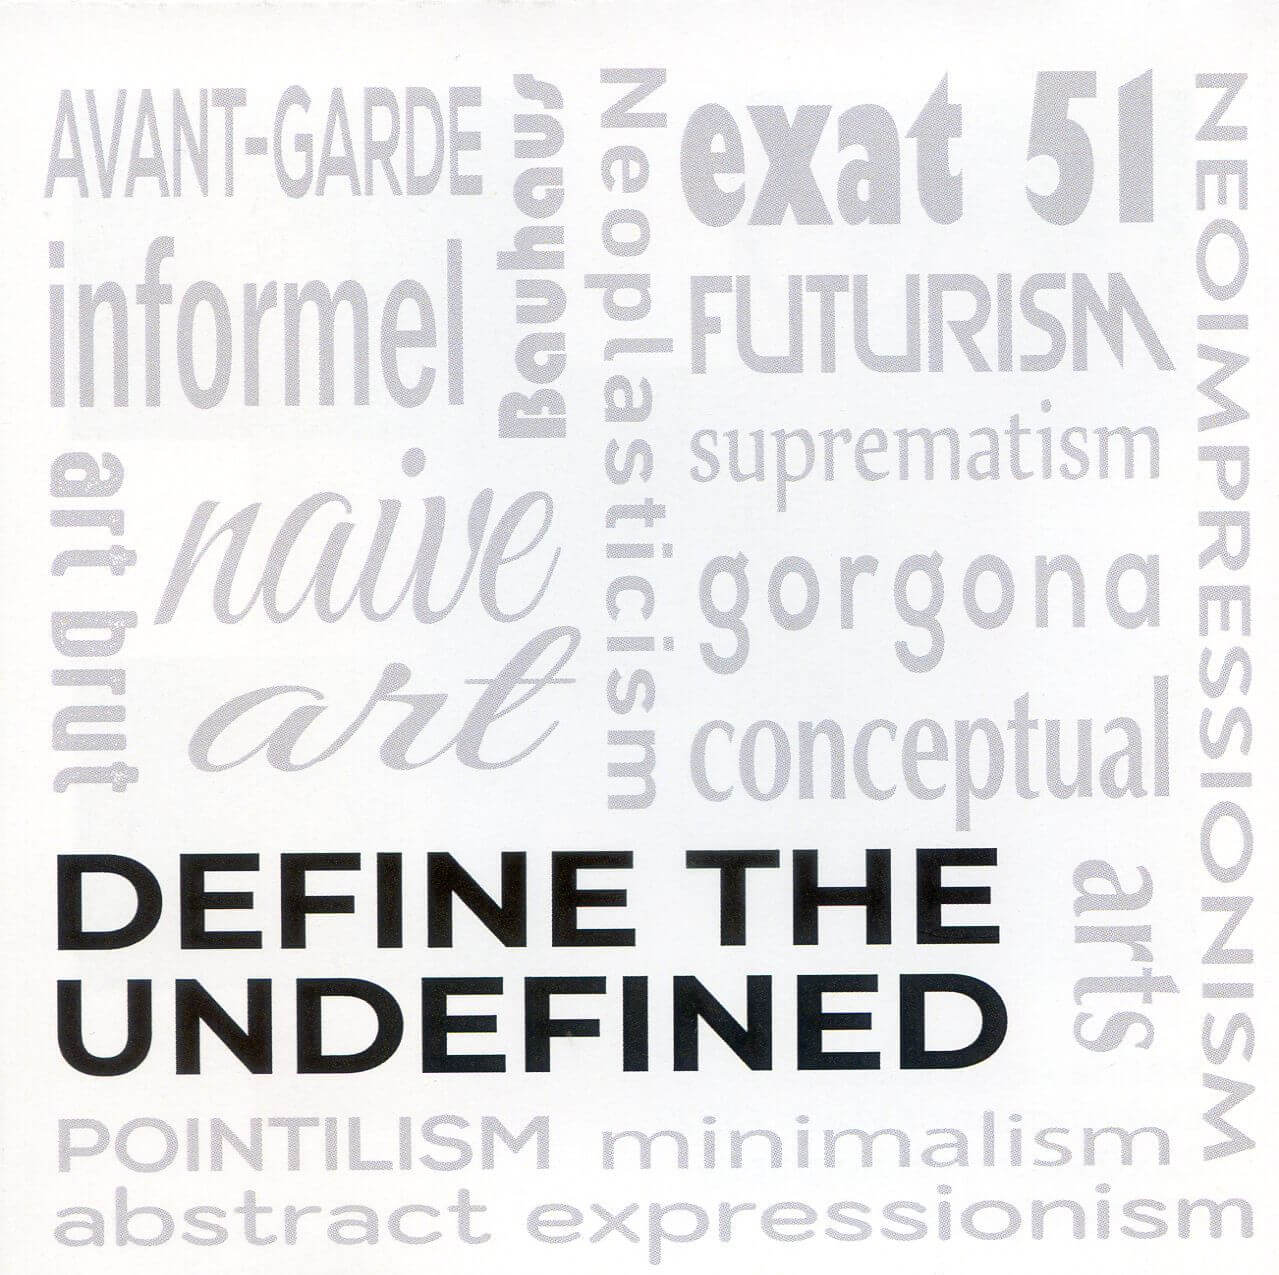 AVANT-GARDE
informel
Bauhaus
Neoplasticism
exat 51
FUTURISM
suprematism
gorgona
conceptual
arts
NEOIMPRESSIONISM
art brut
naive
art
DEFINE THE
UNDEFINED
POINTILISM minimalism
abstract expressionism